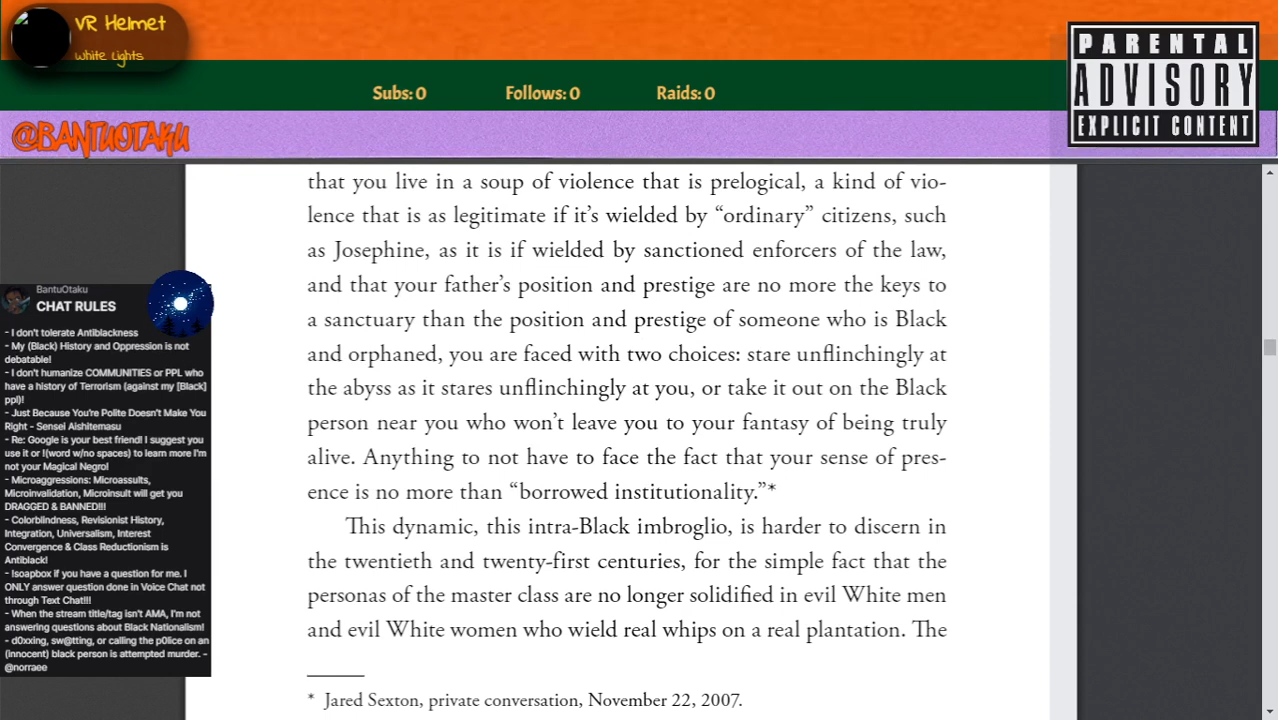 VR Helmet
White Lights
Subs: 0
Follows: 0
Raids: 0
PARENTAL
ADVISORY
EXPLICIT CONTENT
@BANTUOTAKU
that you live in a soup of violence that is prelogical, a kind of vio-
lence that is as legitimate if it’s wielded by “ordinary” citizens, such
as Josephine, as it is if wielded by sanctioned enforcers of the law,
and that your father’s position and prestige are no more the keys to
a sanctuary than the position and prestige of someone who is Black
and orphaned, you are faced with two choices: stare unflinchingly at
the abyss as it stares unflinchingly at you, or take it out on the Black
person near you who won’t leave you to your fantasy of being truly
alive. Anything to not have to face the fact that your sense of pres-
ence is no more than “borrowed institutionality.”*
This dynamic, this intra-Black imbroglio, is harder to discern in
the twentieth and twenty-first centuries, for the simple fact that the
personas of the master class are no longer solidified in evil White men
and evil White women who wield real whips on a real plantation. The
* Jared Sexton, private conversation, November 22, 2007.
BantuOtaku
CHAT RULES
- I don't tolerate Antiblackness
- My (Black) History and Oppression is not
debatable!
- I don't humanize COMMUNITIES or PPL who
have a history of Terrorism (against my [Black]
ppl)!
- Just Because You're Polite Doesn't Make You
Right - Sensei Aishitemasu
- Re: Google is your best friend! I suggest you
use it or !(word w/no spaces) to learn more I'm
not your Magical Negro!
- Microaggressions: Microassults,
Microinvalidation, Microinsult will get you
DRAGGED & BANNED!!!
- Colorblindness, Revisionist History,
Integration, Universalism, Interest
Convergence & Class Reductionism is
Antiblack!
- !soapbox if you have a question for me. I
ONLY answer question done in Voice Chat not
through Text Chat!!!
- When the stream title/tag isn't AMA, I'm not
answering questions about Black Nationalism!
- d0xxing, sw@tting, or calling the p0lice on an
(innocent) black person is attempted murder. -
@norraee